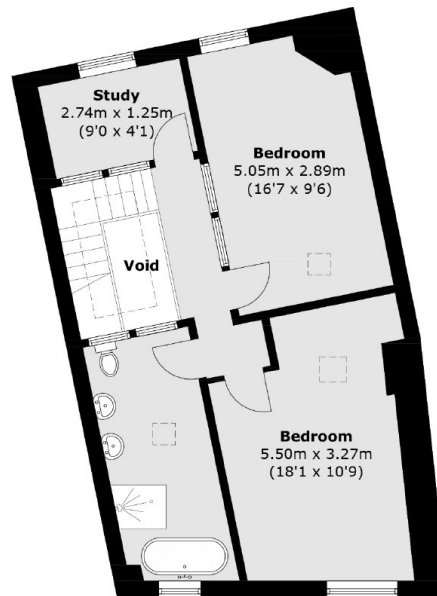 Study
2.74m x 1.25m
(9'0 x 4'1)
Bedroom
5.05m x 2.89m
(16'7 x 9'6)
Void
Bedroom
5.50m x 3.27m
(18'1 x 10'9)